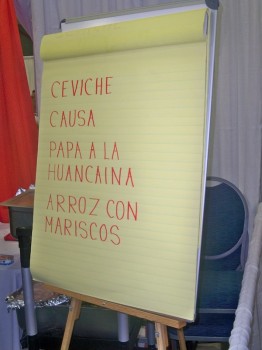 CEVICHE
CAUSA
PAPA A LA
HUANCAINA
ARROZ CON
MARISCOS